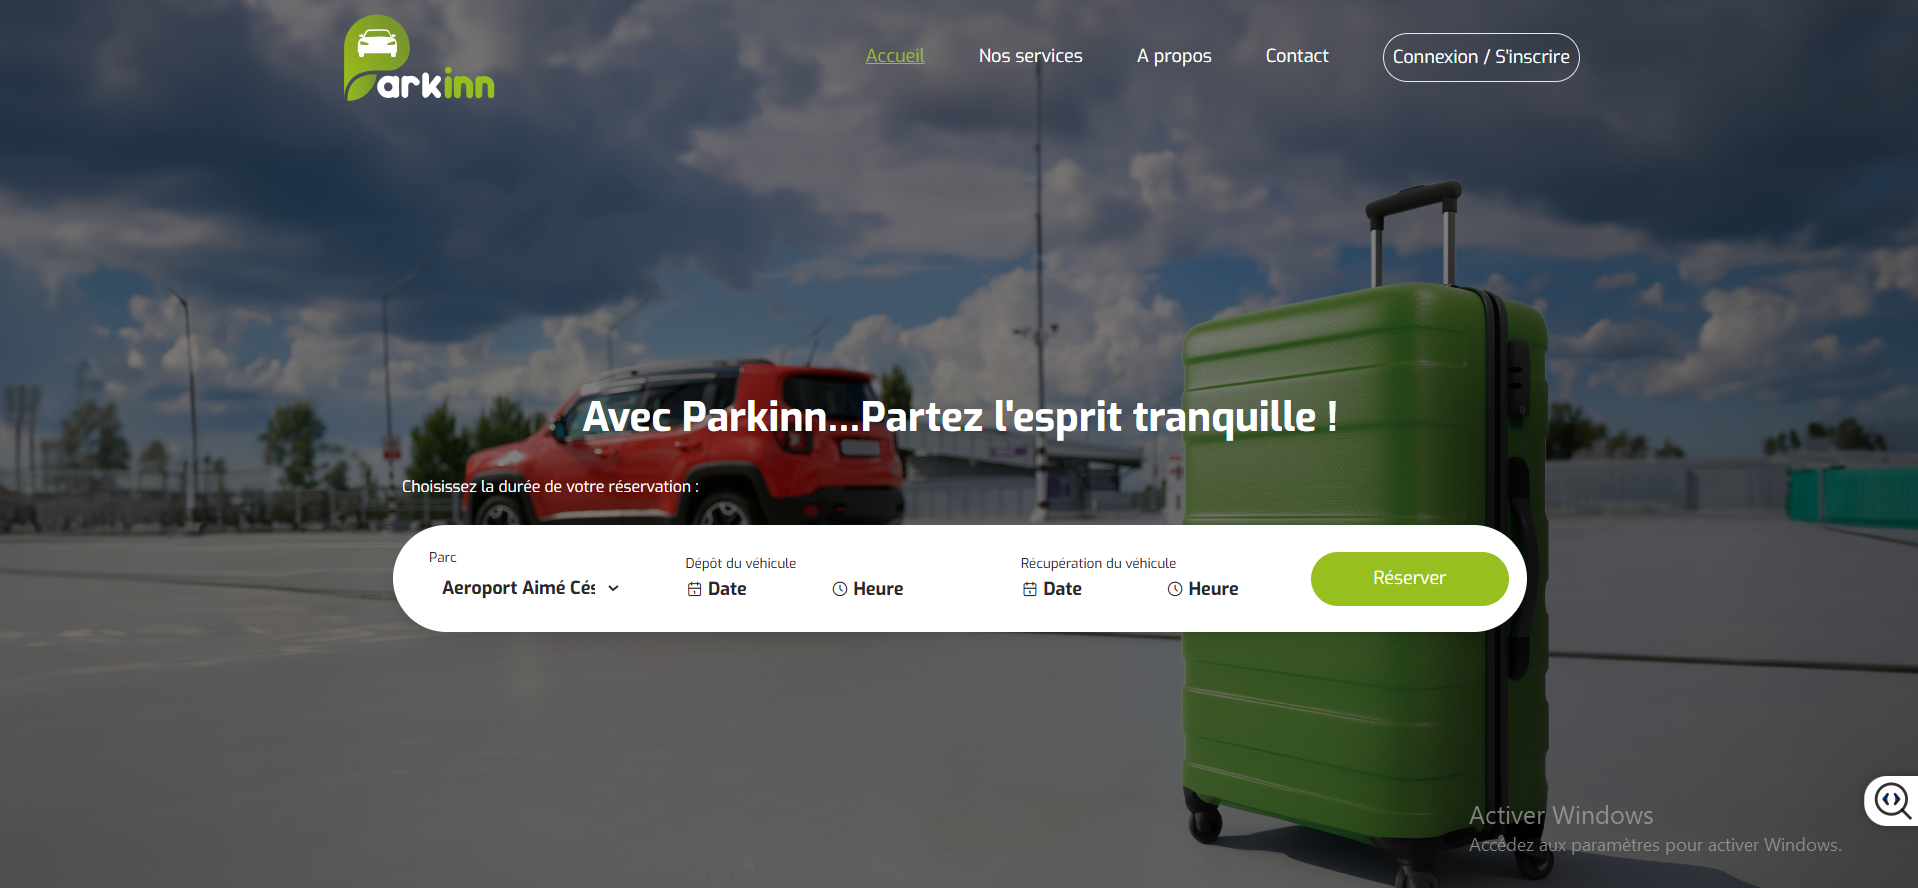 Parkinn
Accueil
Nos services
A propos
Contact
Connexion / S'inscrire
Avec Parkinn...Partez l'esprit tranquille !
Choisissez la durée de votre réservation :
Parc
Aeroport Aimé Cés
Dépôt du véhicule
Date
Heure
Récupération du véhicule
Date
Heure
Réserver
Activer Windows
Accédez aux paramètres pour activer Windows.